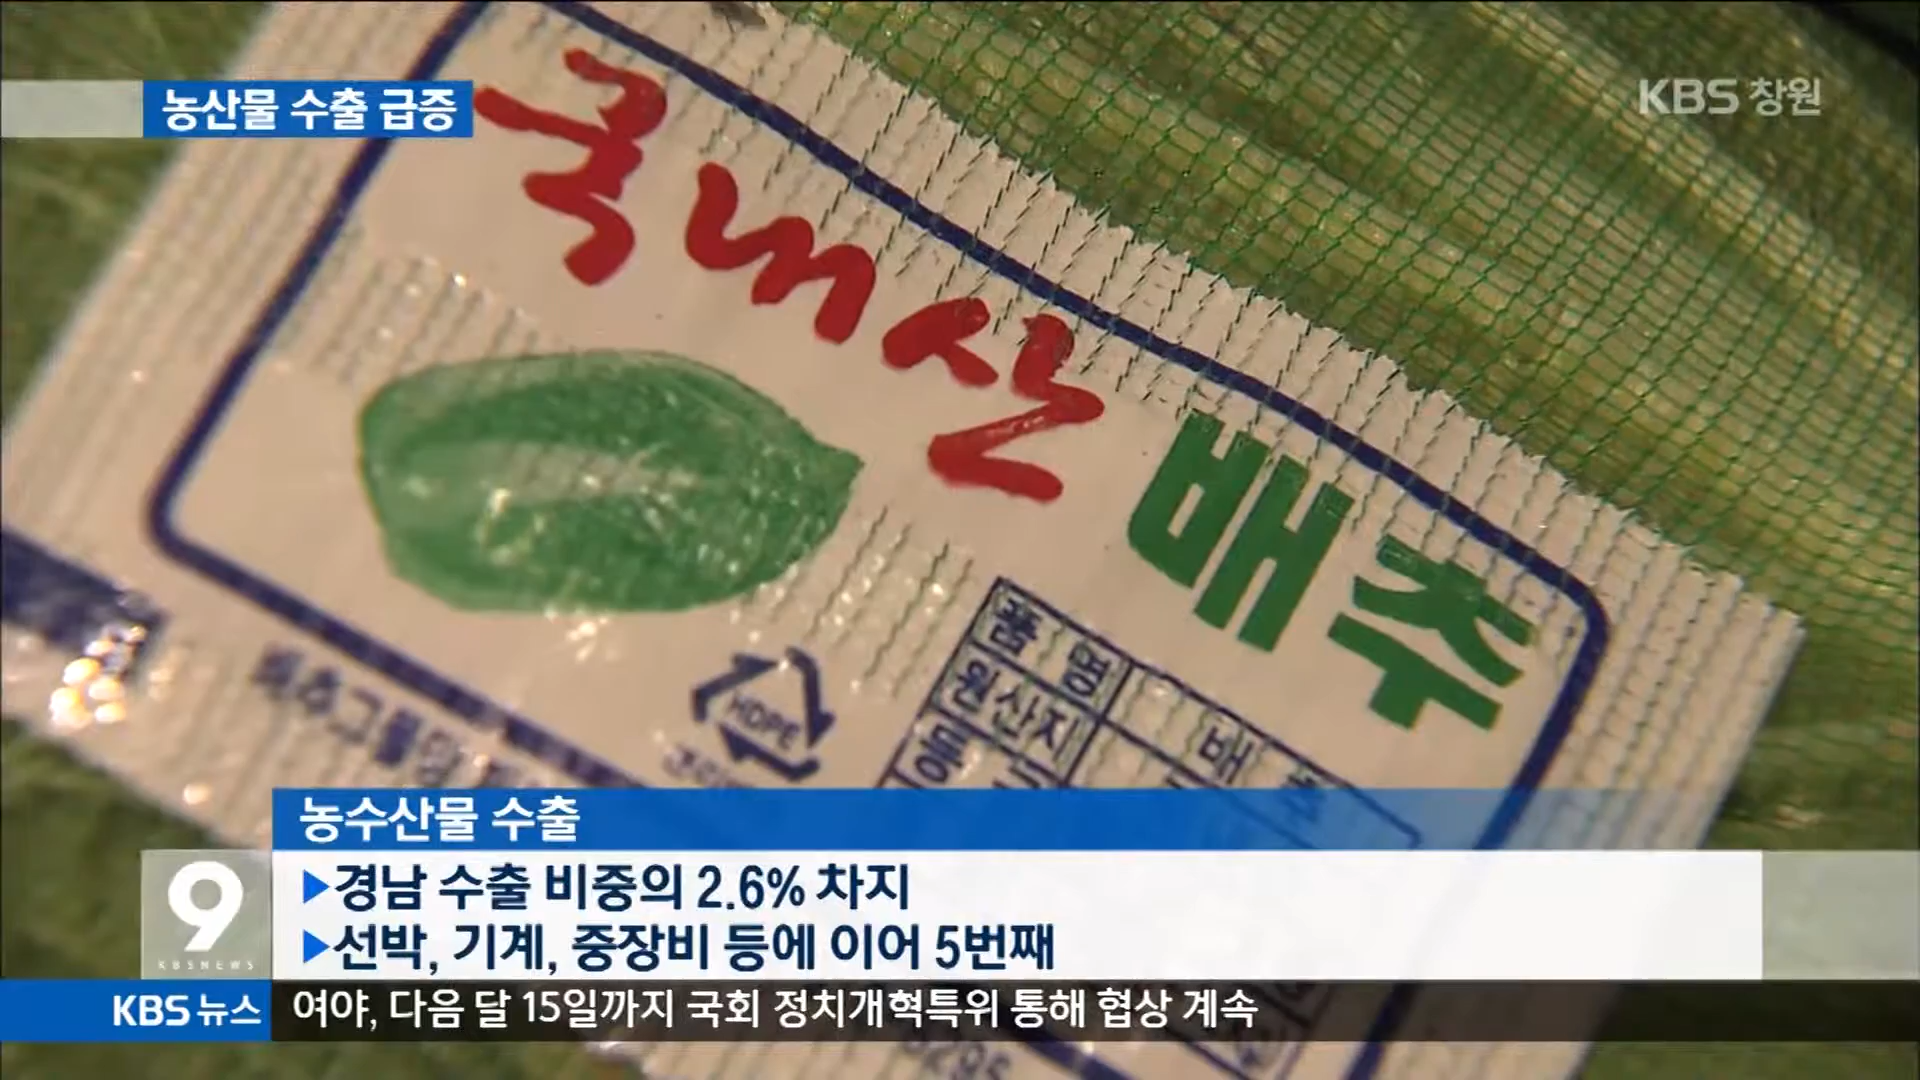 농산물 수출 급증
KBS 창원
국내산
배추
품명 배추
원산지
등
HDPE
농수산물 수출
▶경남 수출 비중의 2.6% 차지
▶선박, 기계, 중장비 등에 이어 5번째
9
KBSNEWS
KBS 뉴스
여야, 다음 달 15일까지 국회 정치개혁특위 통해 협상 계속